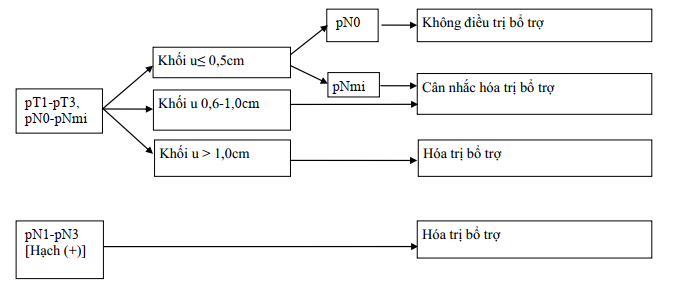 pN0
Không điều trị bổ trợ
Khối u≤ 0,5cm
pNmi
Cân nhắc hóa trị bổ trợ
pT1-pT3,
pN0-pNmi
Khối u 0,6-1,0cm
Khối u > 1,0cm
Hóa trị bổ trợ
pN1-pN3
[Hạch (+)]
Hóa trị bổ trợ